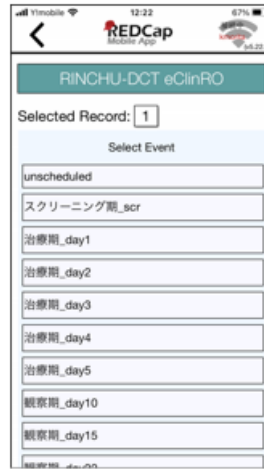 Y!mobile 12:22 67%
REDCap
Mobile App
RINCHU-DCT eClinRO
Selected Record: 1
Select Event
unscheduled
スクリーニング期_scr
治療期_day1
治療期_day2
治療期_day3
治療期_day4
治療期_day5
観察期_day10
観察期_day15